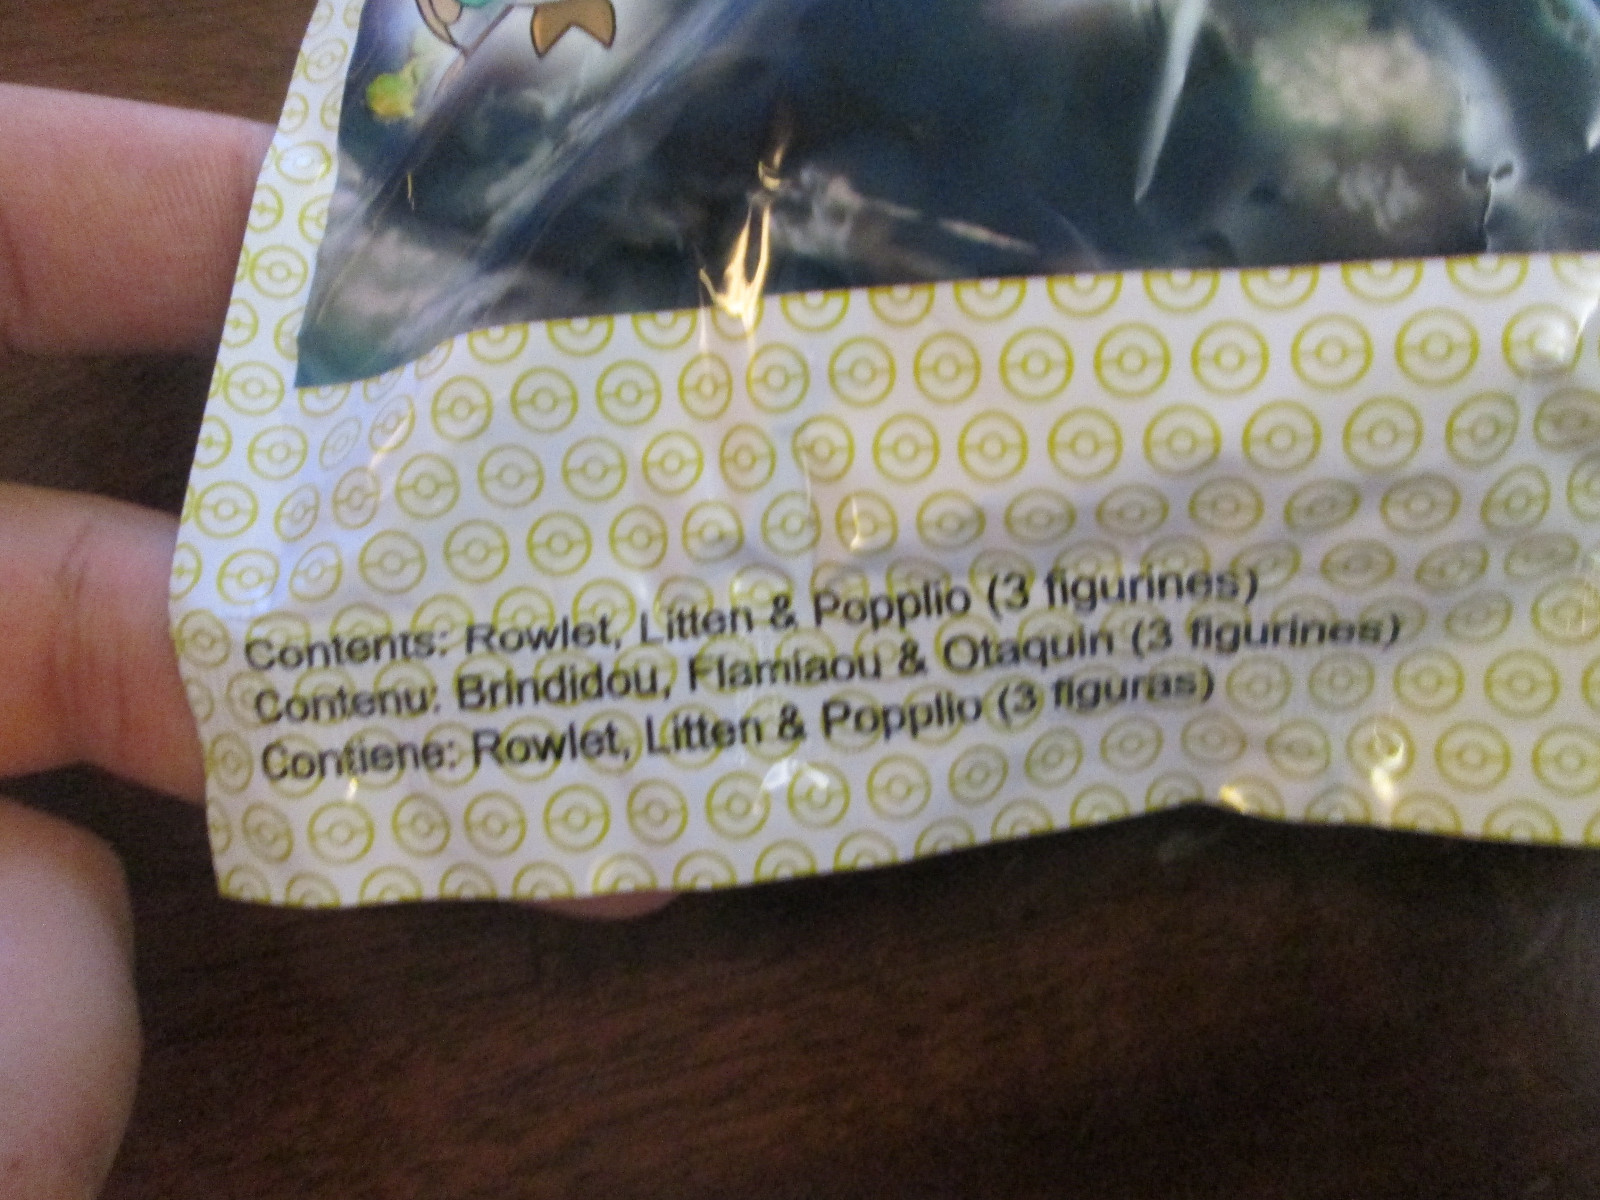 Contents: Rowlet, Litten & Popplio (3 figurines)
Contenu: Brindidou, Flamiaou & Otaquin (3 figurines)
Contiene: Rowlet, Litten & Popplio (3 figuras)